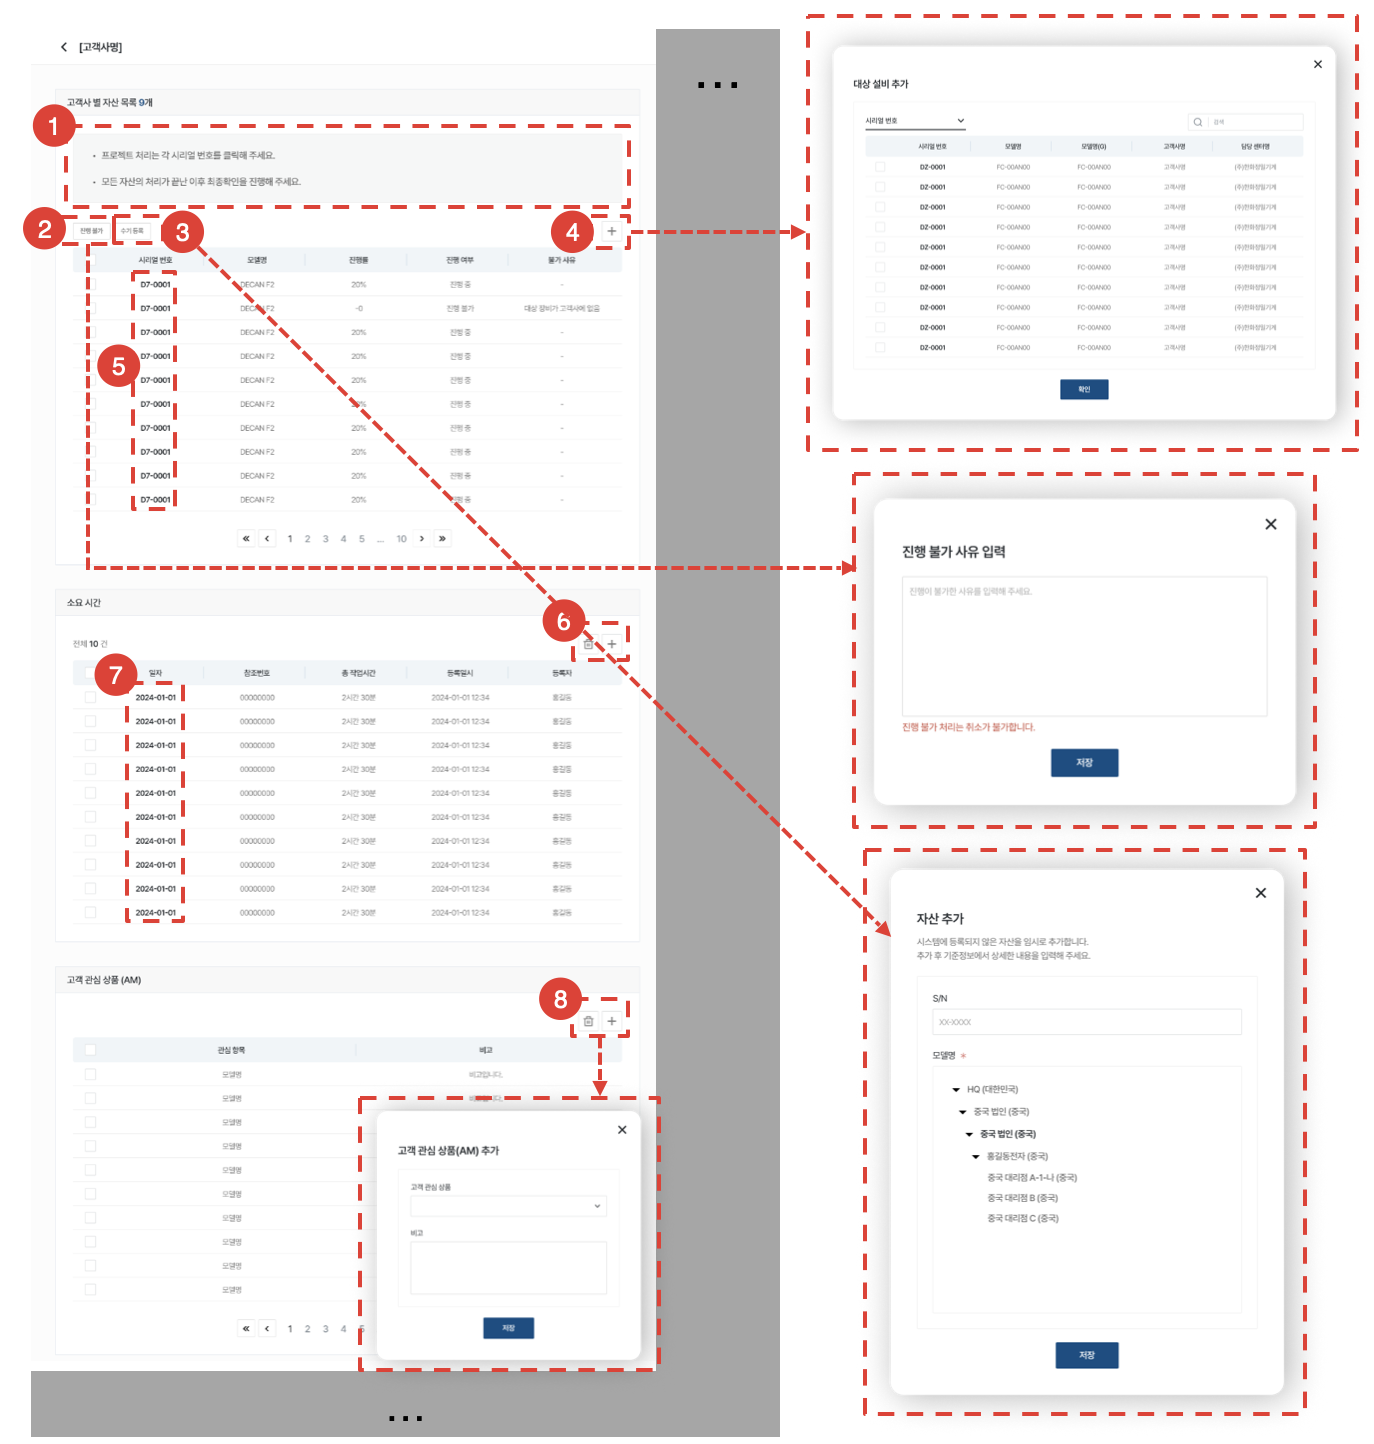 [고객사명]
고객사 별 자산 목록 9개
1
• 프로젝트 처리는 각 시리얼 번호를 클릭해 주세요.
• 모든 자산의 처리가 끝난 이후 최종확인을 진행해 주세요.
2 진행 불가 수기 등록 3 4 +
시리얼 번호 모델명 진행률 진행 여부 불가 사유
D7-0001 DECAN F2 20% 진행 중 -
D7-0001 DECAN F2 -0 진행 불가 대상 장비가 고객사에 없음
D7-0001 DECAN F2 20% 진행 중 -
D7-0001 DECAN F2 20% 진행 중 -
5
D7-0001 DECAN F2 20% 진행 중 -
D7-0001 DECAN F2 20% 진행 중 -
D7-0001 DECAN F2 20% 진행 중 -
D7-0001 DECAN F2 20% 진행 중 -
D7-0001 DECAN F2 20% 진행 중 -
D7-0001 DECAN F2 20% 진행 중 -
« ‹ 1 2 3 4 5 ... 10 › »
소요 시간
6
전체 10 건
7
일자 참조번호 총 작업시간 등록일시 등록자
2024-01-01 00000000 2시간 30분 2024-01-01 12:34 홍길동
2024-01-01 00000000 2시간 30분 2024-01-01 12:34 홍길동
2024-01-01 00000000 2시간 30분 2024-01-01 12:34 홍길동
2024-01-01 00000000 2시간 30분 2024-01-01 12:34 홍길동
2024-01-01 00000000 2시간 30분 2024-01-01 12:34 홍길동
2024-01-01 00000000 2시간 30분 2024-01-01 12:34 홍길동
2024-01-01 00000000 2시간 30분 2024-01-01 12:34 홍길동
2024-01-01 00000000 2시간 30분 2024-01-01 12:34 홍길동
2024-01-01 00000000 2시간 30분 2024-01-01 12:34 홍길동
2024-01-01 00000000 2시간 30분 2024-01-01 12:34 홍길동
고객 관심 상품 (AM)
8
관심 항목 비고
모델명 비고입니다.
모델명
모델명
모델명
모델명
모델명
모델명
모델명
모델명
모델명
« ‹ 1 2 3 4 5
고객 관심 상품(AM) 추가
고객 관심 상품
비고
저장
...
...
대상 설비 추가
시리얼 번호 검색
시리얼 번호 모델명 모델명(G) 고객사명 담당 센터명
DZ-0001 FC-00AN00 FC-00AN00 고객사명 (주)한화정밀기계
DZ-0001 FC-00AN00 FC-00AN00 고객사명 (주)한화정밀기계
DZ-0001 FC-00AN00 FC-00AN00 고객사명 (주)한화정밀기계
DZ-0001 FC-00AN00 FC-00AN00 고객사명 (주)한화정밀기계
DZ-0001 FC-00AN00 FC-00AN00 고객사명 (주)한화정밀기계
DZ-0001 FC-00AN00 FC-00AN00 고객사명 (주)한화정밀기계
DZ-0001 FC-00AN00 FC-00AN00 고객사명 (주)한화정밀기계
DZ-0001 FC-00AN00 FC-00AN00 고객사명 (주)한화정밀기계
DZ-0001 FC-00AN00 FC-00AN00 고객사명 (주)한화정밀기계
DZ-0001 FC-00AN00 FC-00AN00 고객사명 (주)한화정밀기계
확인
진행 불가 사유 입력
진행이 불가한 사유를 입력해 주세요.
진행 불가 처리는 취소가 불가합니다.
저장
자산 추가
시스템에 등록되지 않은 자산을 임시로 추가합니다.
추가 후 기준정보에서 상세한 내용을 입력해 주세요.
S/N
XX-XXXX
모델명 *
HQ (대한민국)
중국 법인 (중국)
중국 법인 (중국)
홍길동전자 (중국)
중국 대리점 A-1-나 (중국)
중국 대리점 B (중국)
중국 대리점 C (중국)
저장